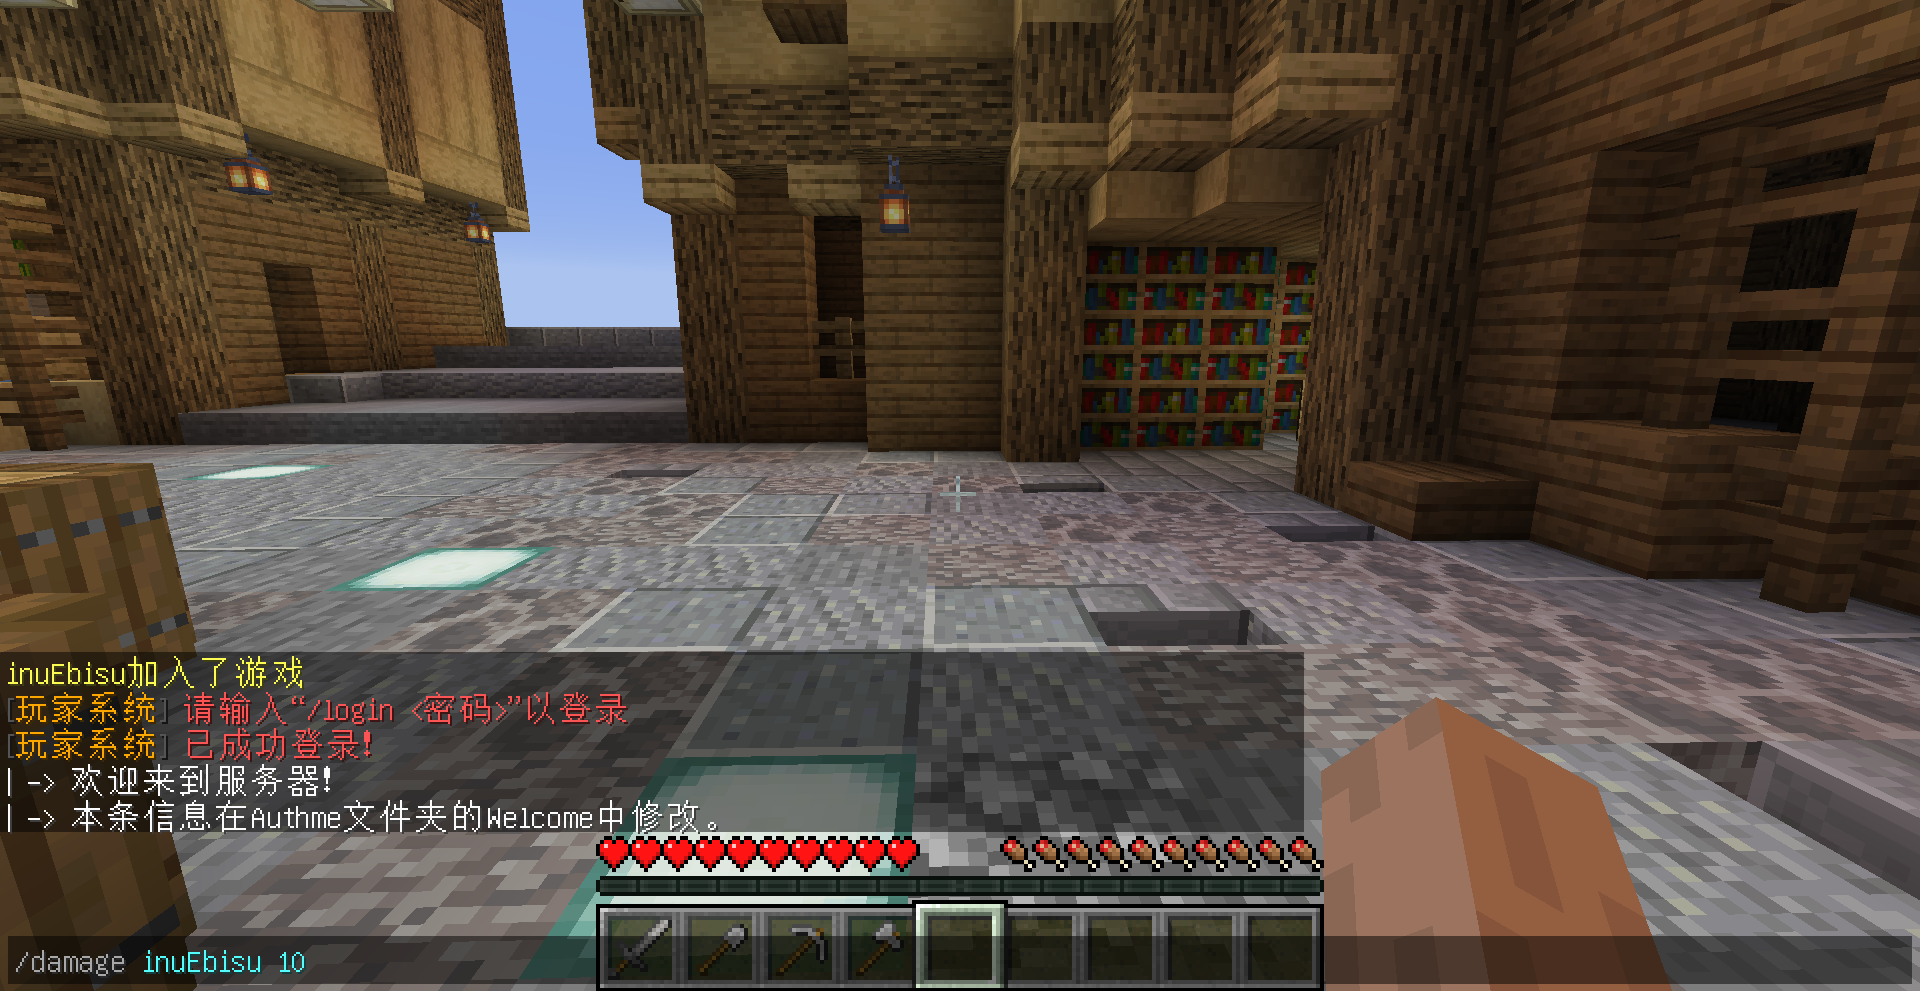 inuEbisu加入了游戏
[玩家系统] 请输入“/login <密码>”以登录
[玩家系统] 已成功登录!
| -> 欢迎来到服务器!
| -> 本条信息在Authme文件夹的Welcome中修改。
/damage inuEbisu 10